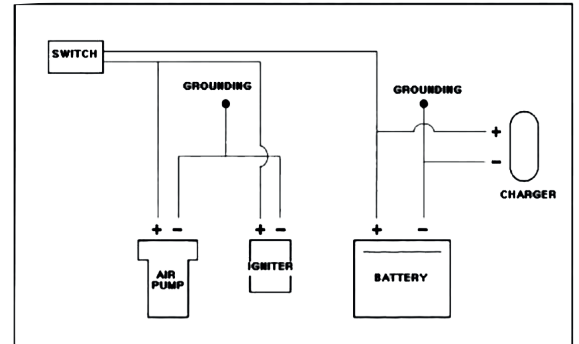 SWITCH
GROUNDING
GROUNDING
+
−
CHARGER
+ −
+ −
+ −
AIR
PUMP
IGNITER
BATTERY